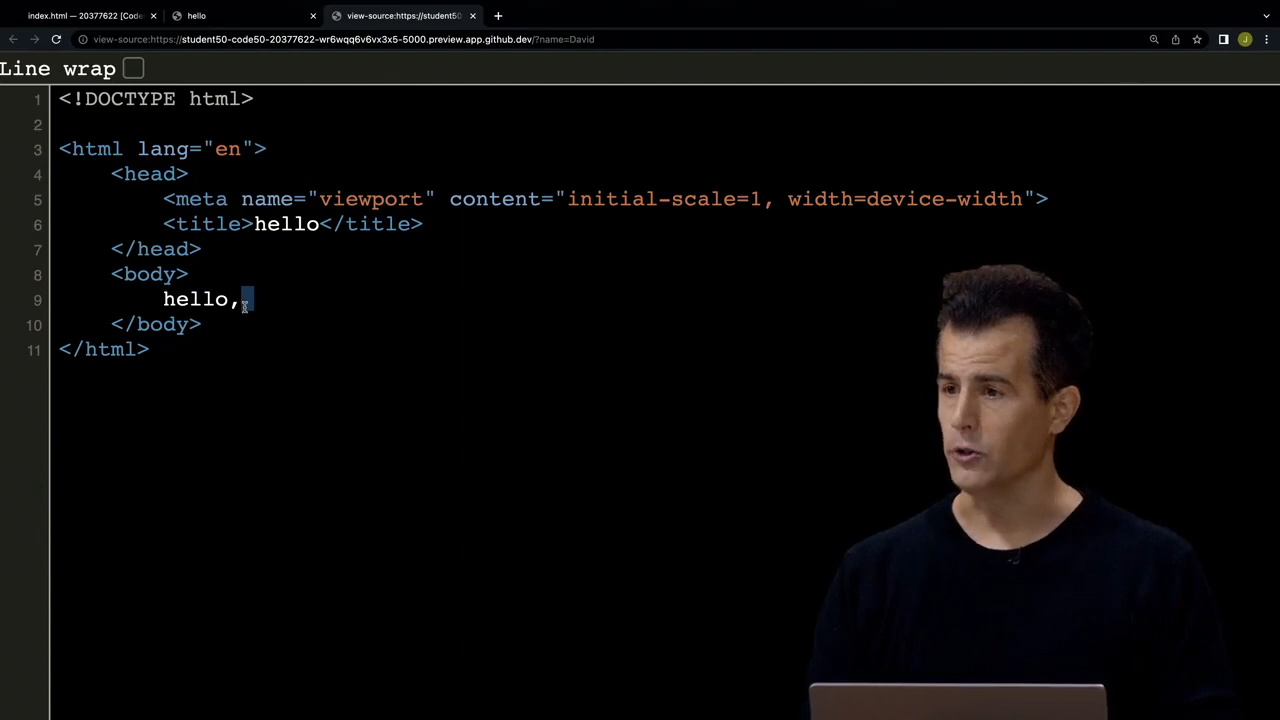 index.html — 20377622 [Code
hello
view-source:https://student50
view-source:https://student50-code50-20377622-wr6wqq6v6vx3x5-5000.preview.app.github.dev/?name=David
J
Line wrap
1 <!DOCTYPE html>
2
3 <html lang="en">
4 <head>
5 <meta name="viewport" content="initial-scale=1, width=device-width">
6 <title>hello</title>
7 </head>
8 <body>
9 hello,
10 </body>
11 </html>